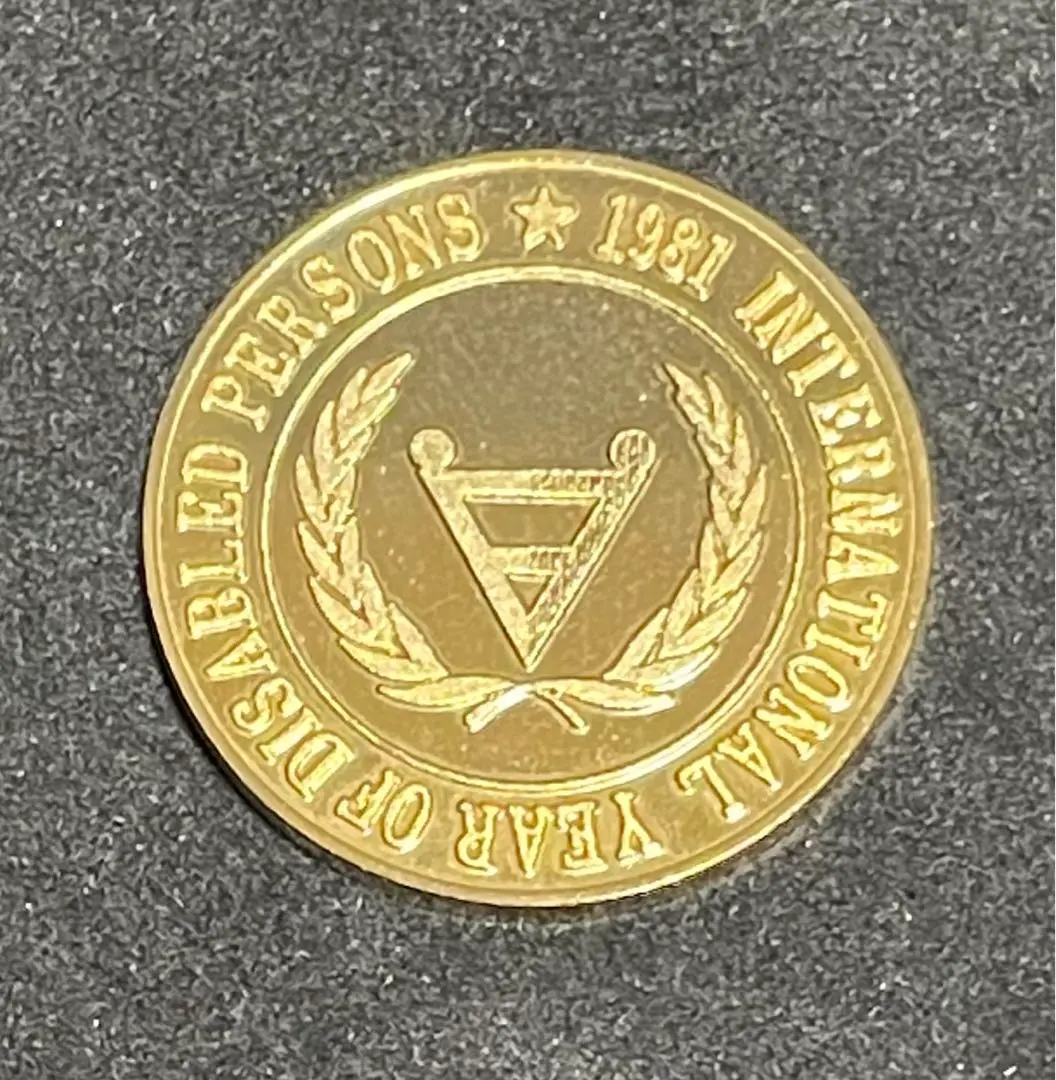 ★ 1981 INTERNATIONAL YEAR OF DISABLED PERSONS